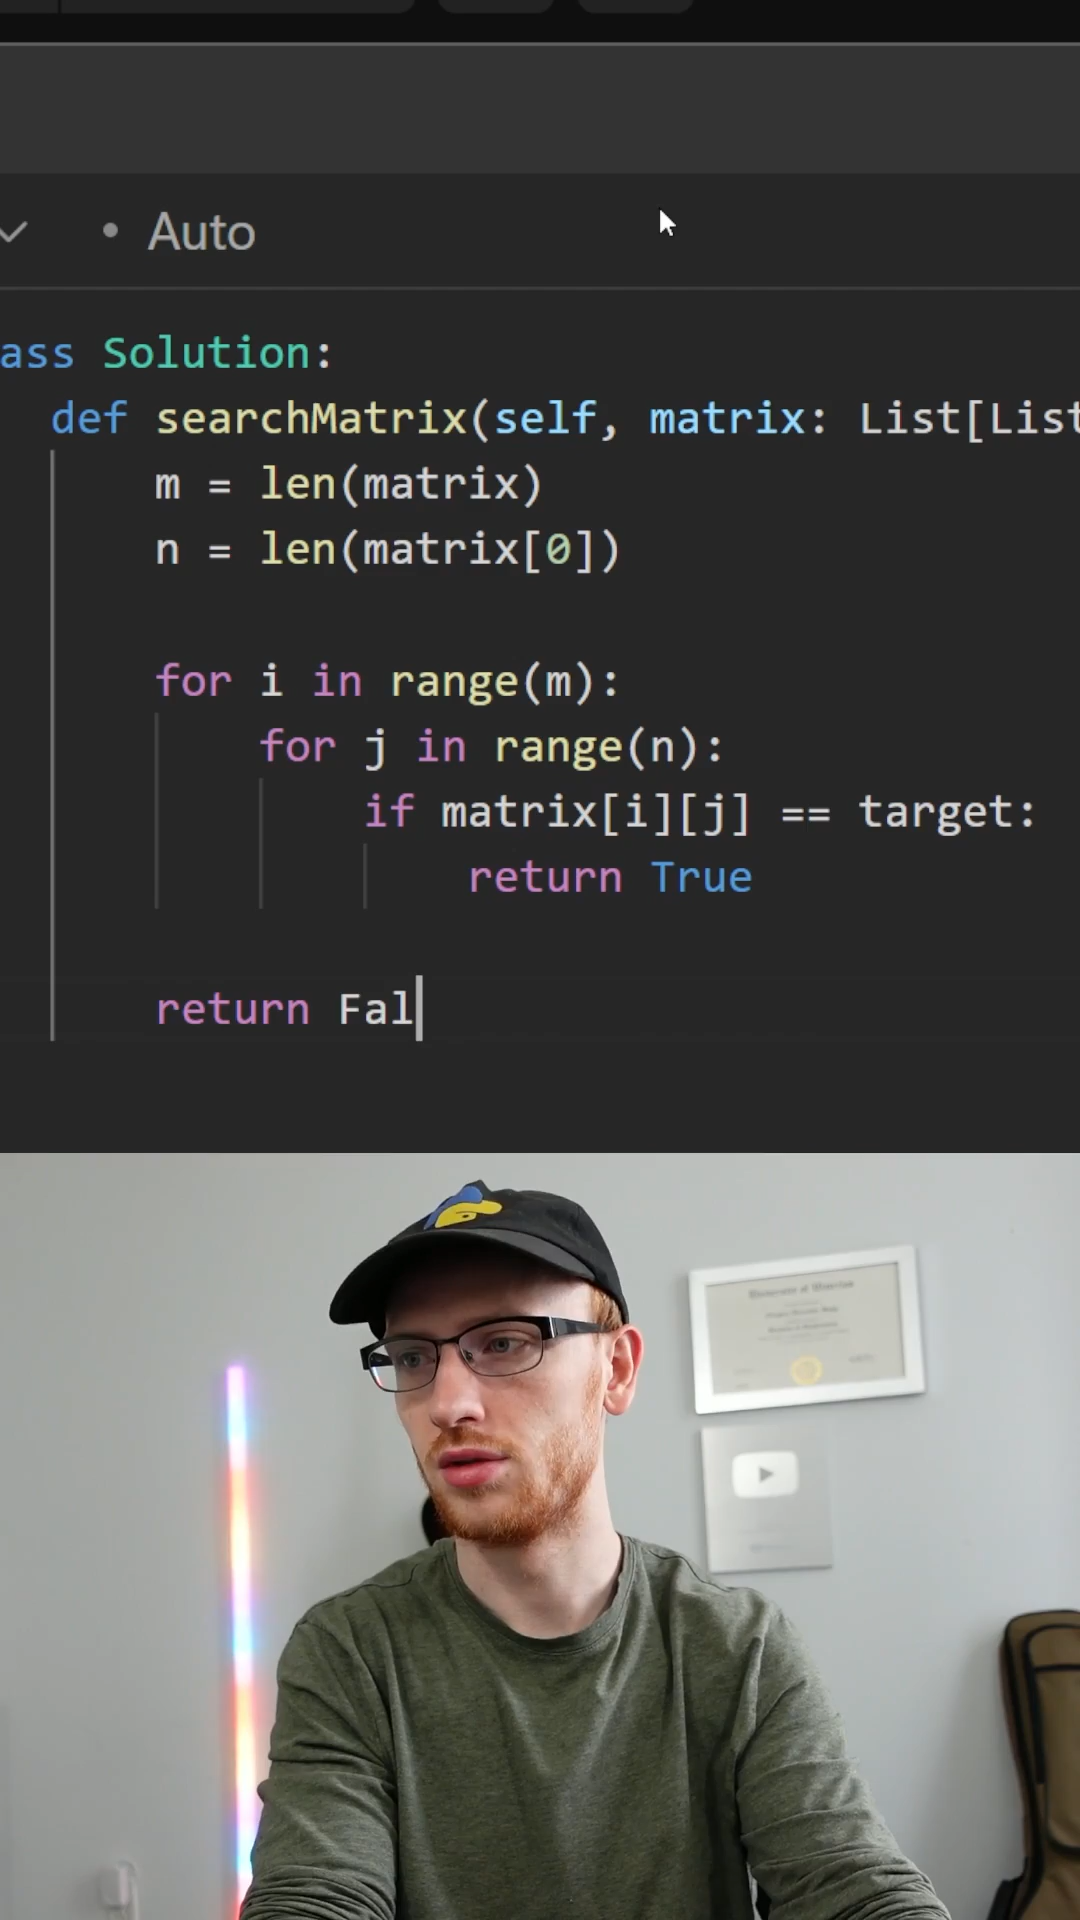 Auto
ass Solution:
def searchMatrix(self, matrix: List[List
m = len(matrix)
n = len(matrix[0])
for i in range(m):
for j in range(n):
if matrix[i][j] == target:
return True
return Fal